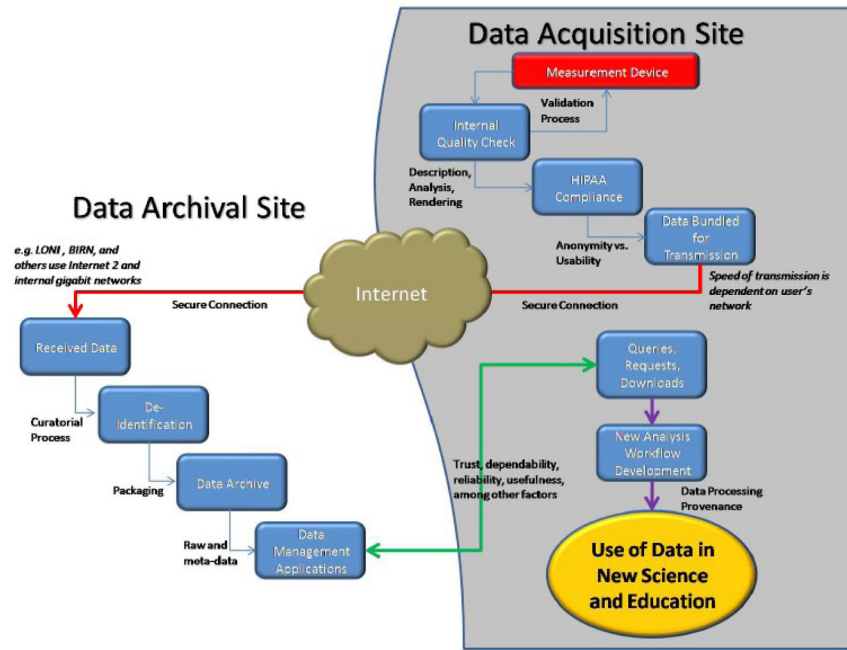 Data Acquisition Site
Measurement Device
Validation
Process
Internal
Quality Check
Description,
Analysis,
Rendering
HIPAA
Compliance
Anonymity vs.
Usability
Data Bundled
for
Transmission
Speed of transmission is
dependent on user's
network
Data Archival Site
e.g. LONI , BIRN, and
others use Internet 2 and
internal gigabit networks
Secure Connection
Internet
Secure Connection
Received Data
Curatorial
Process
De-
Identification
Packaging
Data Archive
Raw and
meta-data
Data
Management
Applications
Trust, dependability,
reliability, usefulness,
among other factors
Queries,
Requests,
Downloads
New Analysis
Workflow
Development
Data Processing
Provenance
Use of Data in
New Science
and Education